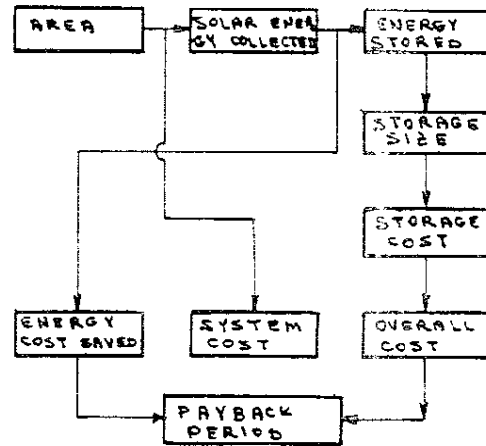 AREA
SOLAR ENER
GY COLLECTED
ENERGY
STORED
STORAGE
SIZE
STORAGE
COST
ENERGY
COST SAVED
SYSTEM
COST
OVERALL
COST
PAYBACK
PERIOD